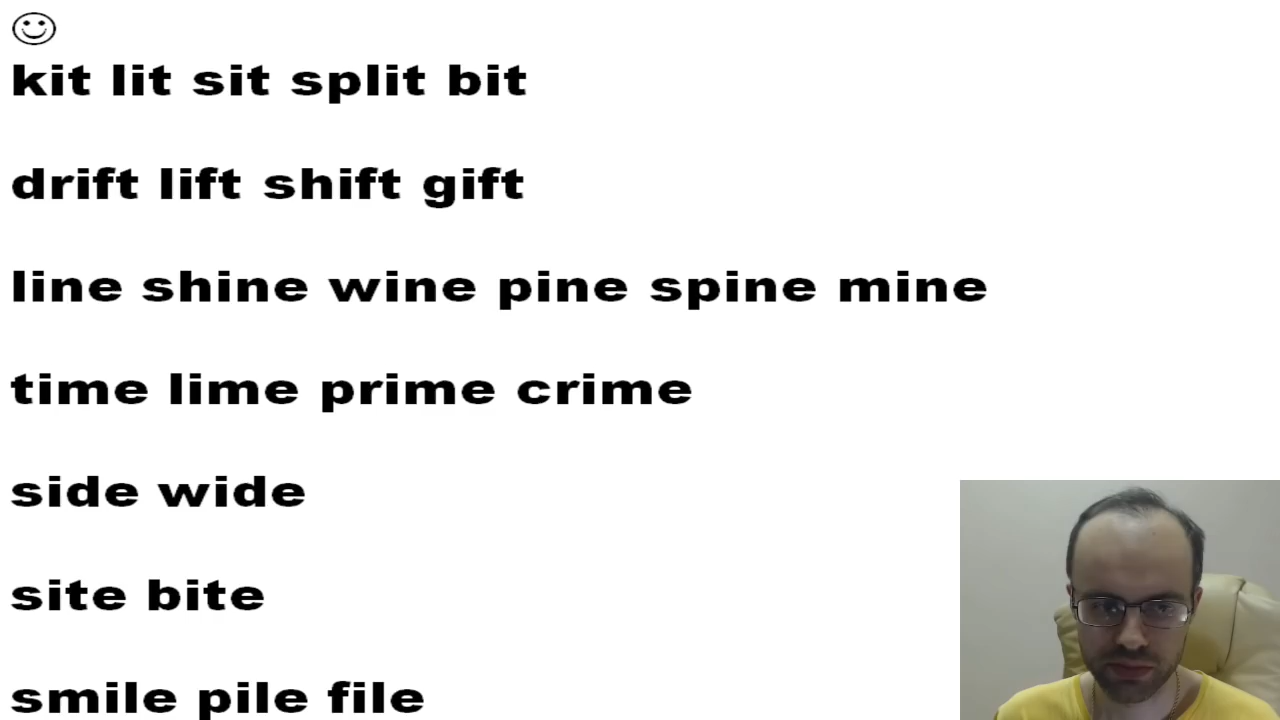 kit lit sit split bit
drift lift shift gift
line shine wine pine spine mine
time lime prime crime
side wide
site bite
smile pile file